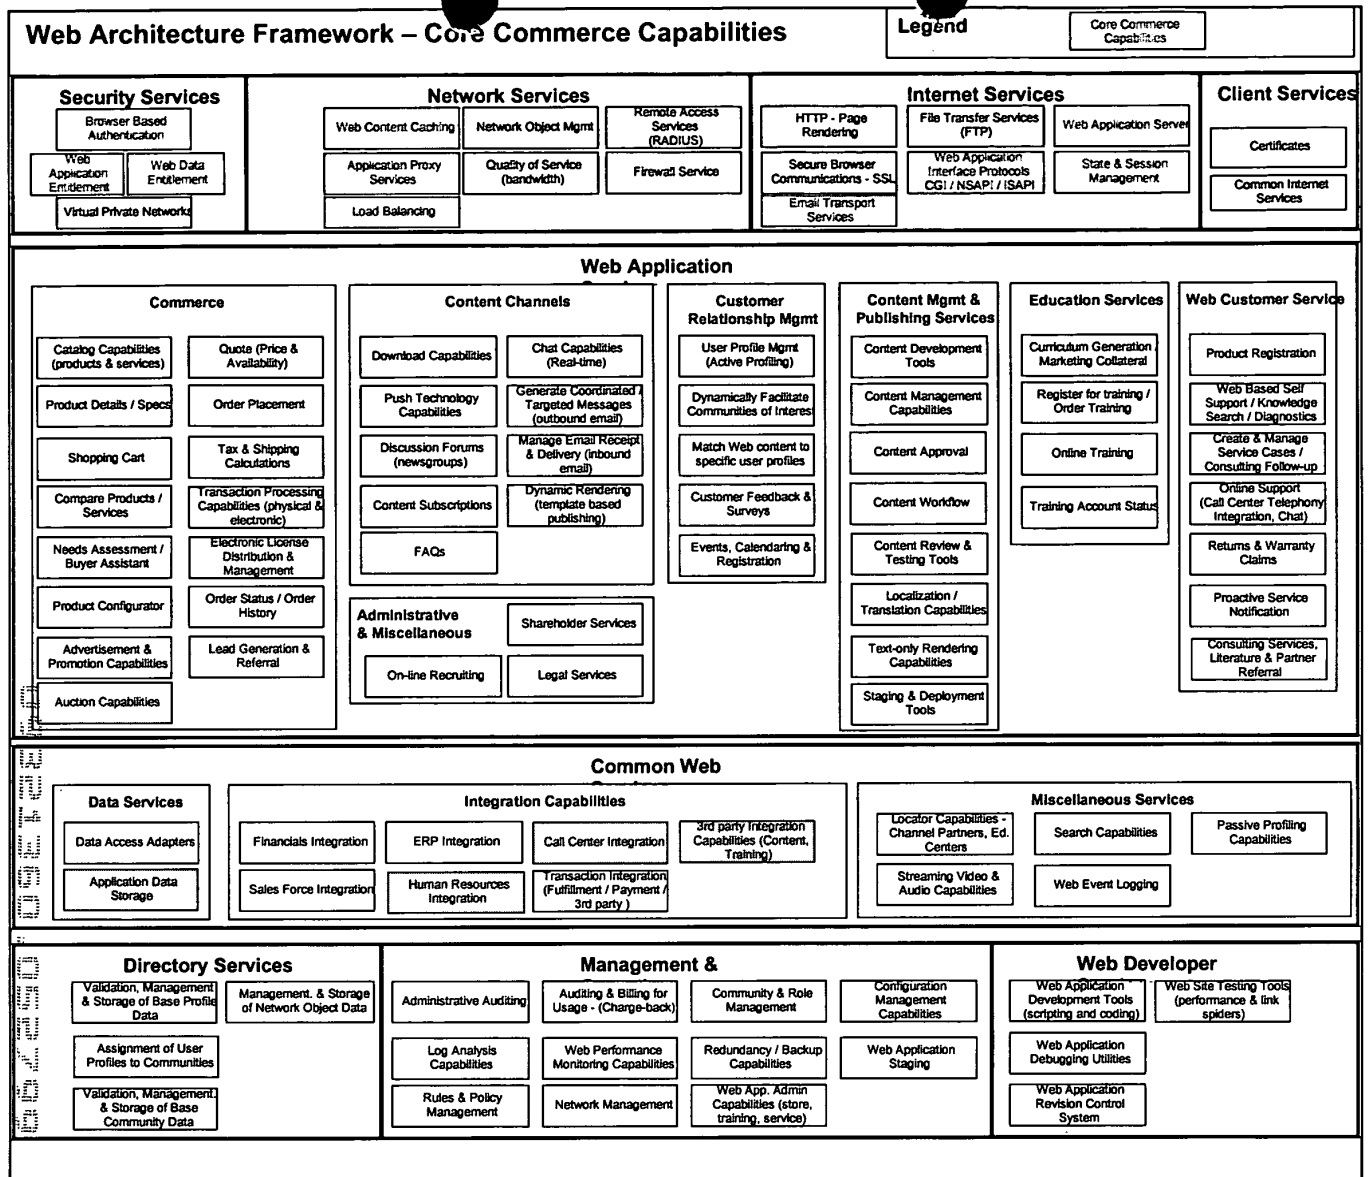 Web Architecture Framework – Core Commerce Capabilities
Legend
Core Commerce
Capabilities
Security Services
Browser Based
Authentication
Web
Application
Entitlement
Web Data
Entitlement
Virtual Private Networks
Network Services
Web Content Caching
Network Object Mgmt
Remote Access
Services
(RADIUS)
Application Proxy
Services
Quality of Service
(bandwidth)
Firewall Service
Load Balancing
Internet Services
HTTP - Page
Rendering
File Transfer Services
(FTP)
Web Application Server
Secure Browser
Communications - SSL
Web Application
Interface Protocols
CGI / NSAPI / ISAPI
State & Session
Management
Email Transport
Services
Client Services
Certificates
Common Internet
Services
Web Application
Commerce
Catalog Capabilities
(products & services)
Quote (Price &
Availability)
Product Details / Specs
Order Placement
Shopping Cart
Tax & Shipping
Calculations
Compare Products /
Services
Transaction Processing
Capabilities (physical &
electronic)
Needs Assessment /
Buyer Assistant
Electronic License
Distribution &
Management
Product Configurator
Order Status / Order
History
Advertisement &
Promotion Capabilities
Lead Generation &
Referral
Auction Capabilities
Content Channels
Download Capabilities
Chat Capabilities
(Real-time)
Push Technology
Capabilities
Generate Coordinated /
Targeted Messages
(outbound email)
Discussion Forums
(newsgroups)
Manage Email Receipt
& Delivery (inbound
email)
Content Subscriptions
Dynamic Rendering
(template based
publishing)
FAQs
Administrative
& Miscellaneous
Shareholder Services
On-line Recruiting
Legal Services
Customer
Relationship Mgmt
User Profile Mgmt
(Active Profiling)
Dynamically Facilitate
Communities of Interest
Match Web content to
specific user profiles
Customer Feedback &
Surveys
Events, Calendaring &
Registration
Content Mgmt &
Publishing Services
Content Development
Tools
Content Management
Capabilities
Content Approval
Content Workflow
Content Review &
Testing Tools
Localization /
Translation Capabilities
Text-only Rendering
Capabilities
Staging & Deployment
Tools
Education Services
Curriculum Generation /
Marketing Collateral
Register for training /
Order Training
Online Training
Training Account Status
Web Customer Service
Product Registration
Web Based Self
Support / Knowledge
Search / Diagnostics
Create & Manage
Service Cases /
Consulting Follow-up
Online Support
(Call Center Telephony
Integration, Chat)
Returns & Warranty
Claims
Proactive Service
Notification
Consulting Services,
Literature & Partner
Referral
Common Web
Data Services
Data Access Adapters
Application Data
Storage
Integration Capabilities
Financials Integration
ERP Integration
Call Center Integration
3rd party Integration
Capabilities (Content,
Training)
Sales Force Integration
Human Resources
Integration
Transaction Integration
(Fulfillment / Payment /
3rd party )
Miscellaneous Services
Locator Capabilities -
Channel Partners, Ed.
Centers
Search Capabilities
Passive Profiling
Capabilities
Streaming Video &
Audio Capabilities
Web Event Logging
Directory Services
Validation, Management
& Storage of Base Profile
Data
Management. & Storage
of Network Object Data
Assignment of User
Profiles to Communities
Validation, Management.
& Storage of Base
Community Data
Management &
Administrative Auditing
Auditing & Billing for
Usage - (Charge-back)
Community & Role
Management
Configuration
Management
Capabilities
Log Analysis
Capabilities
Web Performance
Monitoring Capabilities
Redundancy / Backup
Capabilities
Web Application
Staging
Rules & Policy
Management
Network Management
Web App. Admin
Capabilities (store,
training, service)
Web Developer
Web Application
Development Tools
(scripting and coding)
Web Site Testing Tools
(performance & link
spiders)
Web Application
Debugging Utilities
Web Application
Revision Control
System